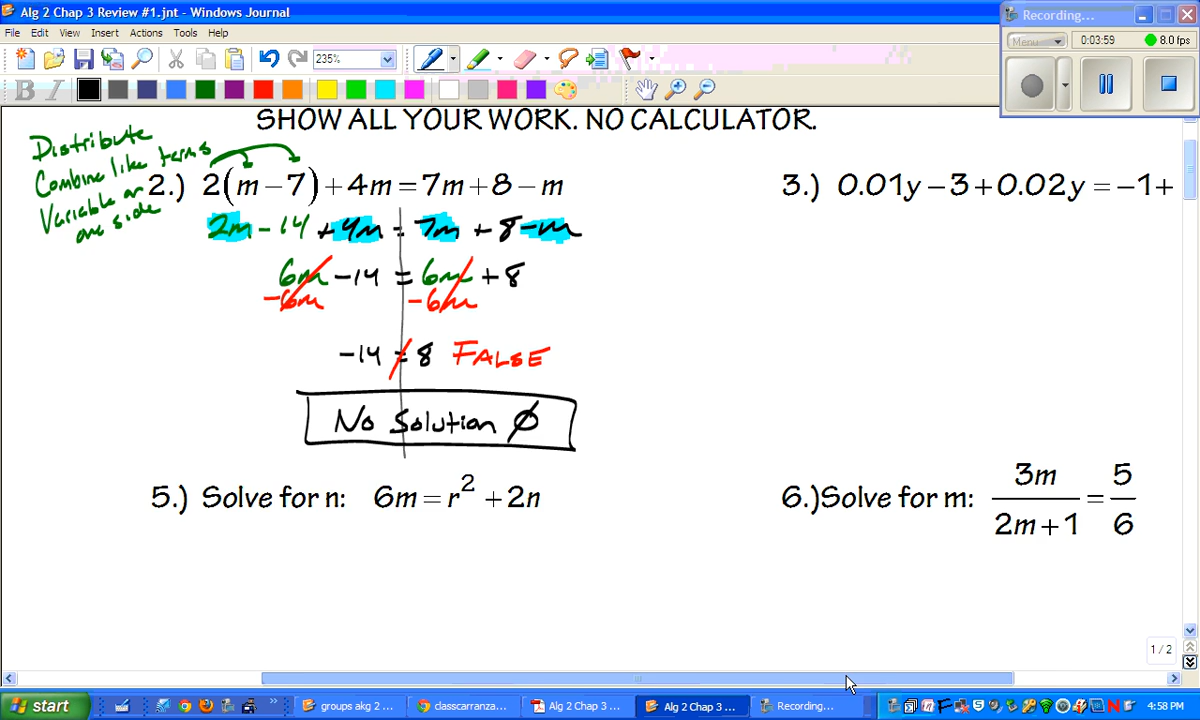 Alg 2 Chap 3 Review #1.jnt - Windows Journal
Recording...
File Edit View Insert Actions Tools Help
Menu
0:03:59
8.0 fps
235%
B I
SHOW ALL YOUR WORK. NO CALCULATOR.
Distribute
Combine like terms
Variable on
one side
2.) 2(m-7)+4m=7m+8-m
3.) 0.01y-3+0.02y=-1+
2m-14+4m=7m+8-m
6m-14=6m+8
-6m -6m
-14=8 FALSE
No Solution ∅
5.) Solve for n: 6m=r²+2n
6.)Solve for m: 3m/2m+1=5/6
1/2
start
groups akg 2 ...
classcarranza...
Alg 2 Chap 3 ...
Alg 2 Chap 3 ...
Recording...
4:58 PM